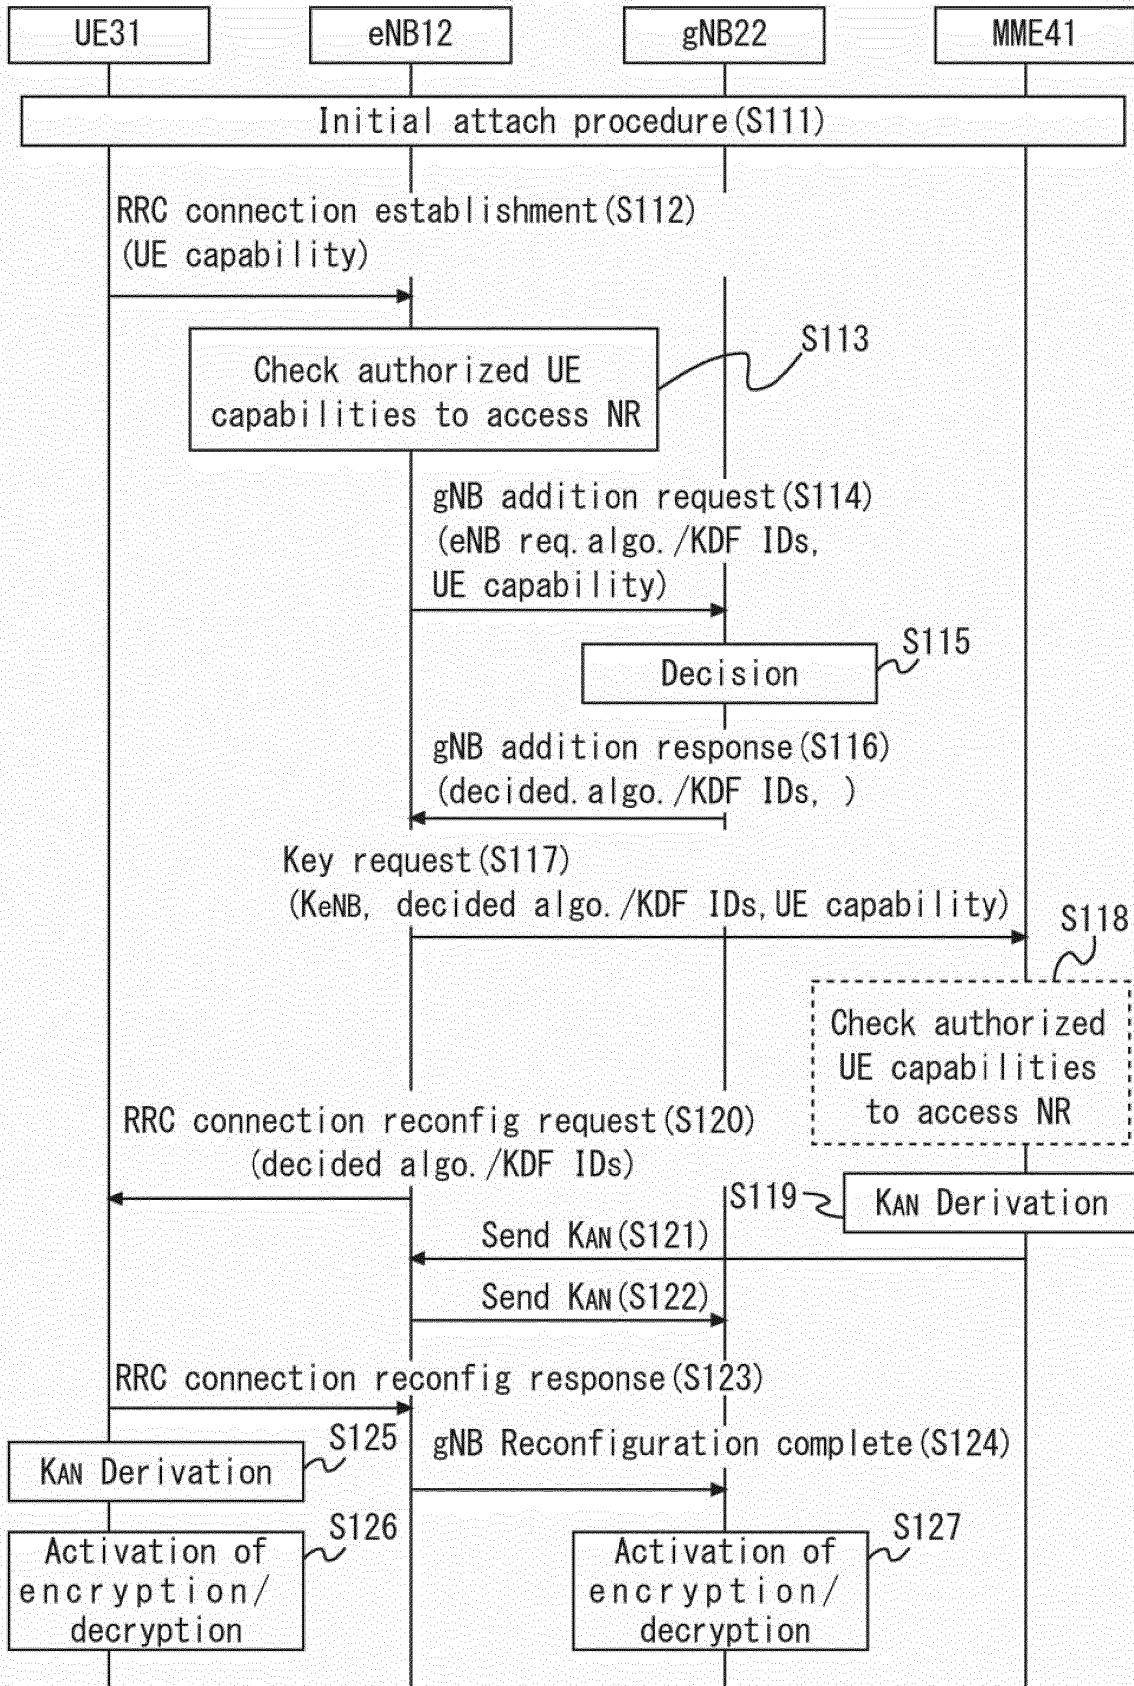 UE31
eNB12
gNB22
MME41
Initial attach procedure(S111)
RRC connection establishment(S112)
(UE capability)
S113
Check authorized UE
capabilities to access NR
gNB addition request(S114)
(eNB req.algo./KDF IDs,
UE capability)
S115
Decision
gNB addition response(S116)
(decided.algo./KDF IDs, )
Key request(S117)
(KeNB, decided algo./KDF IDs,UE capability)
S118
Check authorized
UE capabilities
to access NR
RRC connection reconfig request(S120)
(decided algo./KDF IDs)
S119
KAN Derivation
Send KAN(S121)
Send KAN(S122)
RRC connection reconfig response(S123)
S125
gNB Reconfiguration complete(S124)
KAN Derivation
S126
S127
Activation of
encryption/
decryption
Activation of
encryption/
decryption